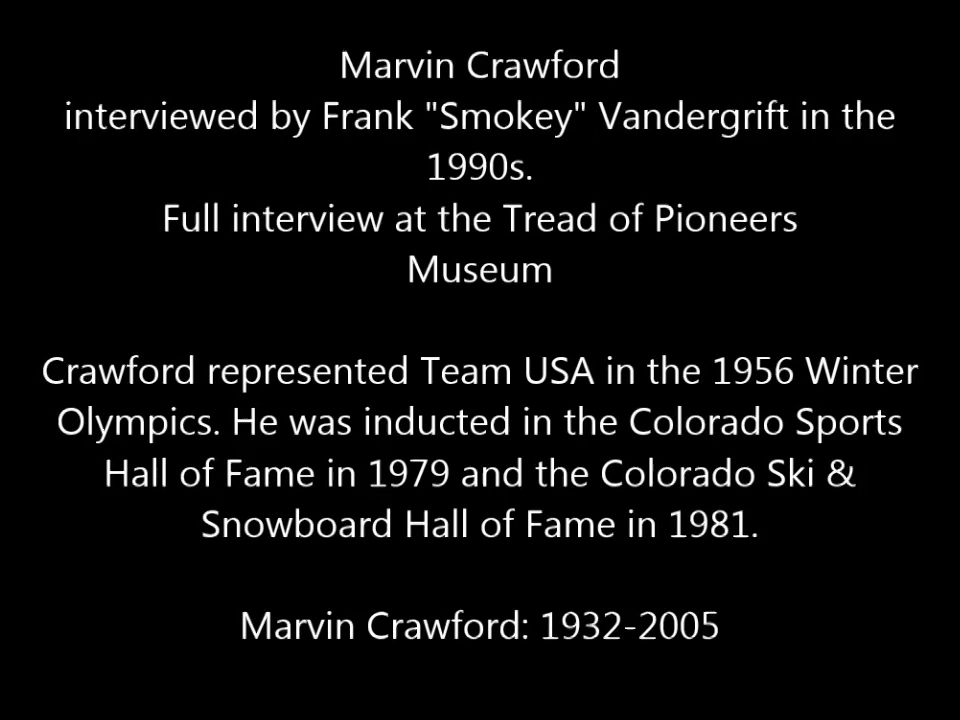 Marvin Crawford
interviewed by Frank "Smokey" Vandergrift in the
1990s.
Full interview at the Tread of Pioneers
Museum
Crawford represented Team USA in the 1956 Winter
Olympics. He was inducted in the Colorado Sports
Hall of Fame in 1979 and the Colorado Ski &
Snowboard Hall of Fame in 1981.
Marvin Crawford: 1932-2005